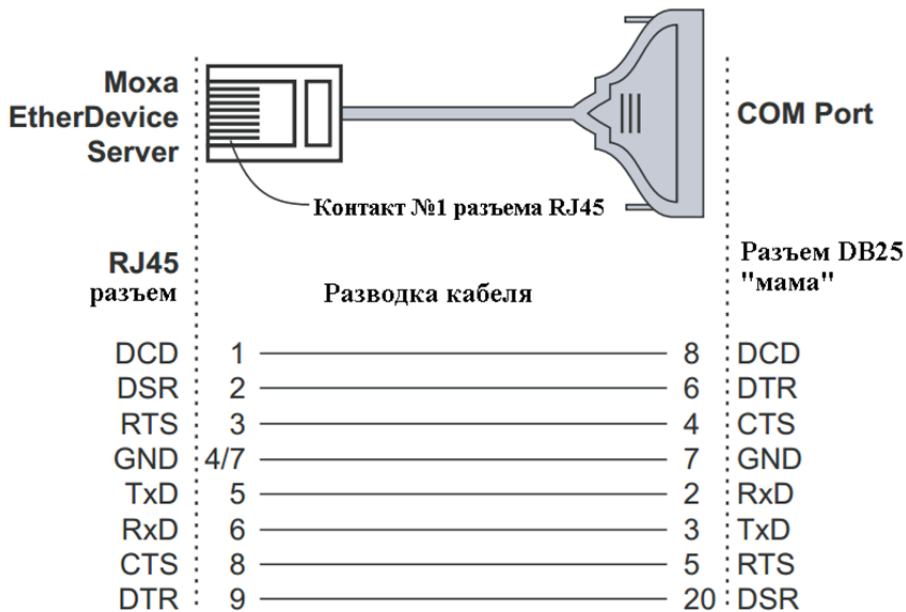 Moxa
EtherDevice
Server
COM Port
Контакт №1 разъема RJ45
RJ45
разъем
Разводка кабеля
Разъем DB25
"мама"
DCD 1 8 DCD
DSR 2 6 DTR
RTS 3 4 CTS
GND 4/7 7 GND
TxD 5 2 RxD
RxD 6 3 TxD
CTS 8 5 RTS
DTR 9 20 DSR